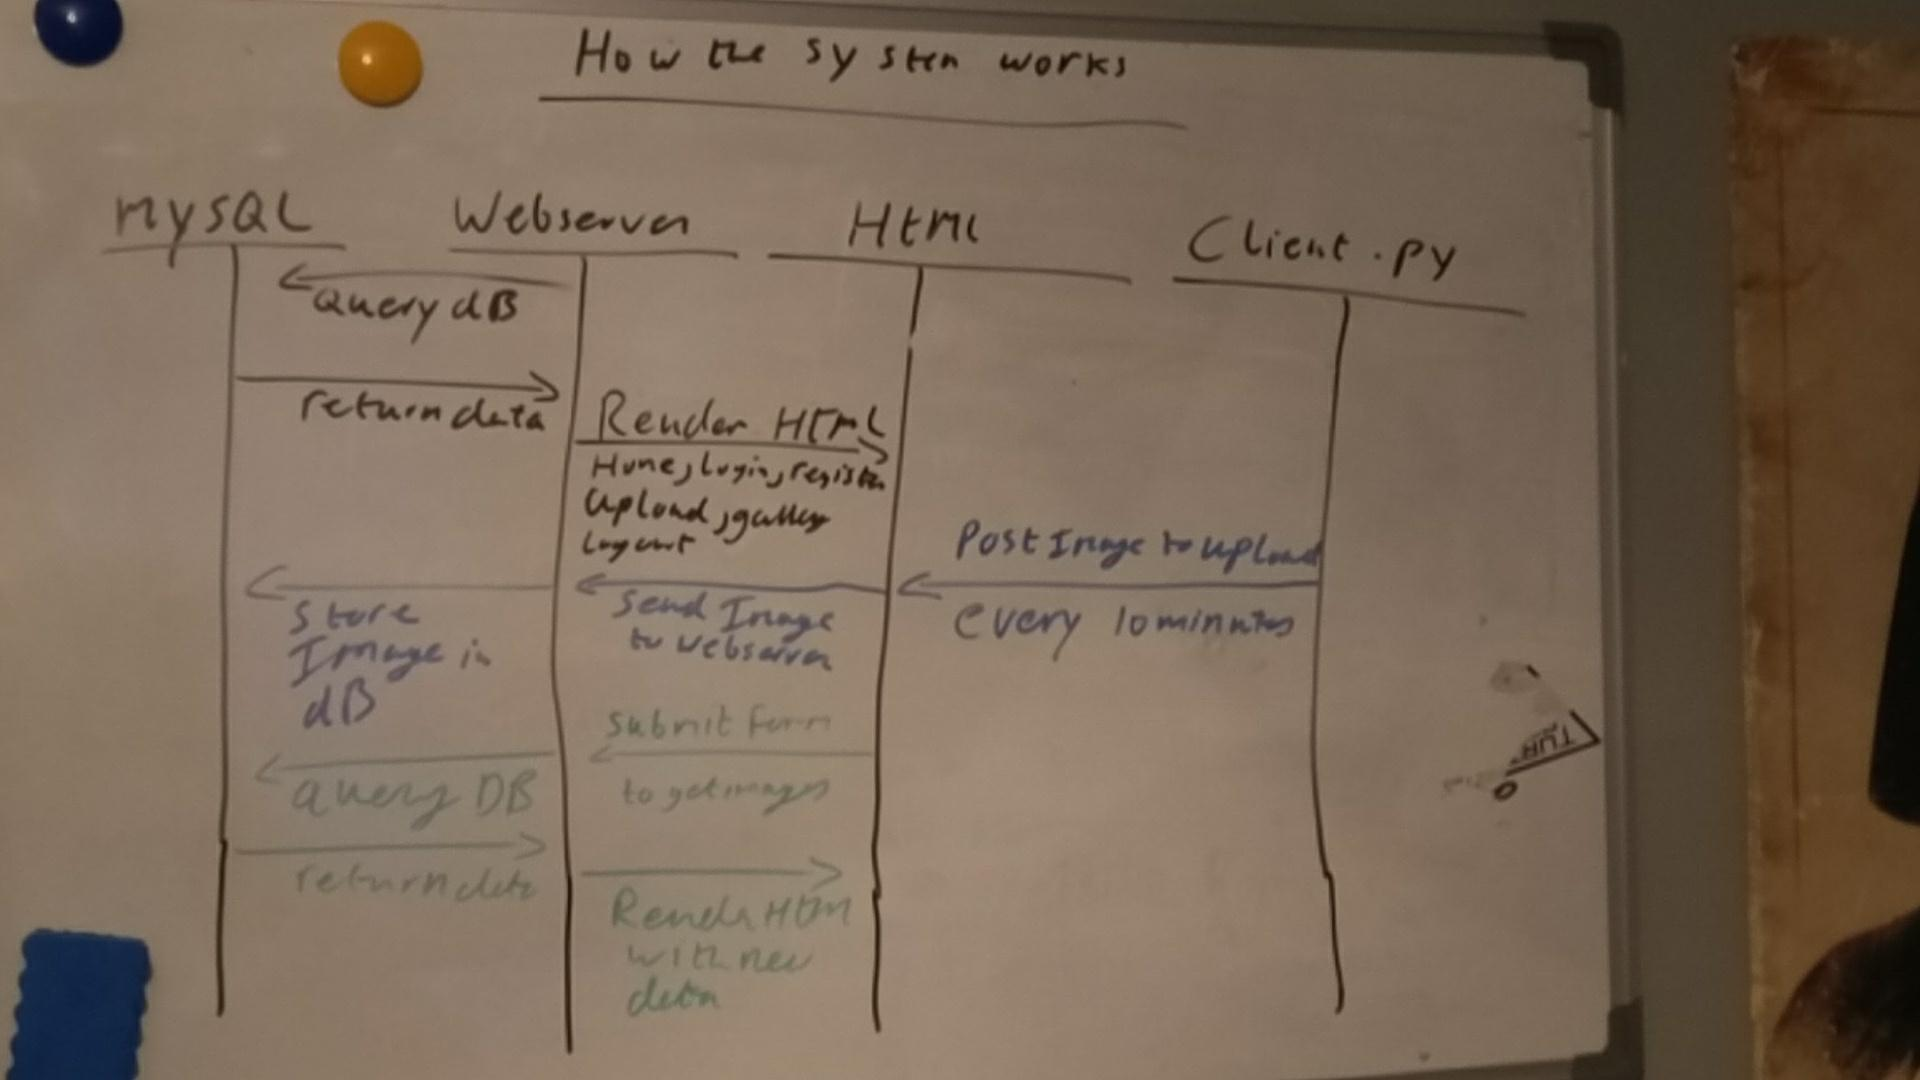 How the system works
MySQL
Webserver
Html
Client.py
Query dB
return data
Render Html
Home, Login, register
Upload, gallery
Logout
Post Image to upload
every 10 minutes
Send Image
to webserver
Store
Image in
dB
Submit form
to get images
Query DB
return data
Render Html
with new
data